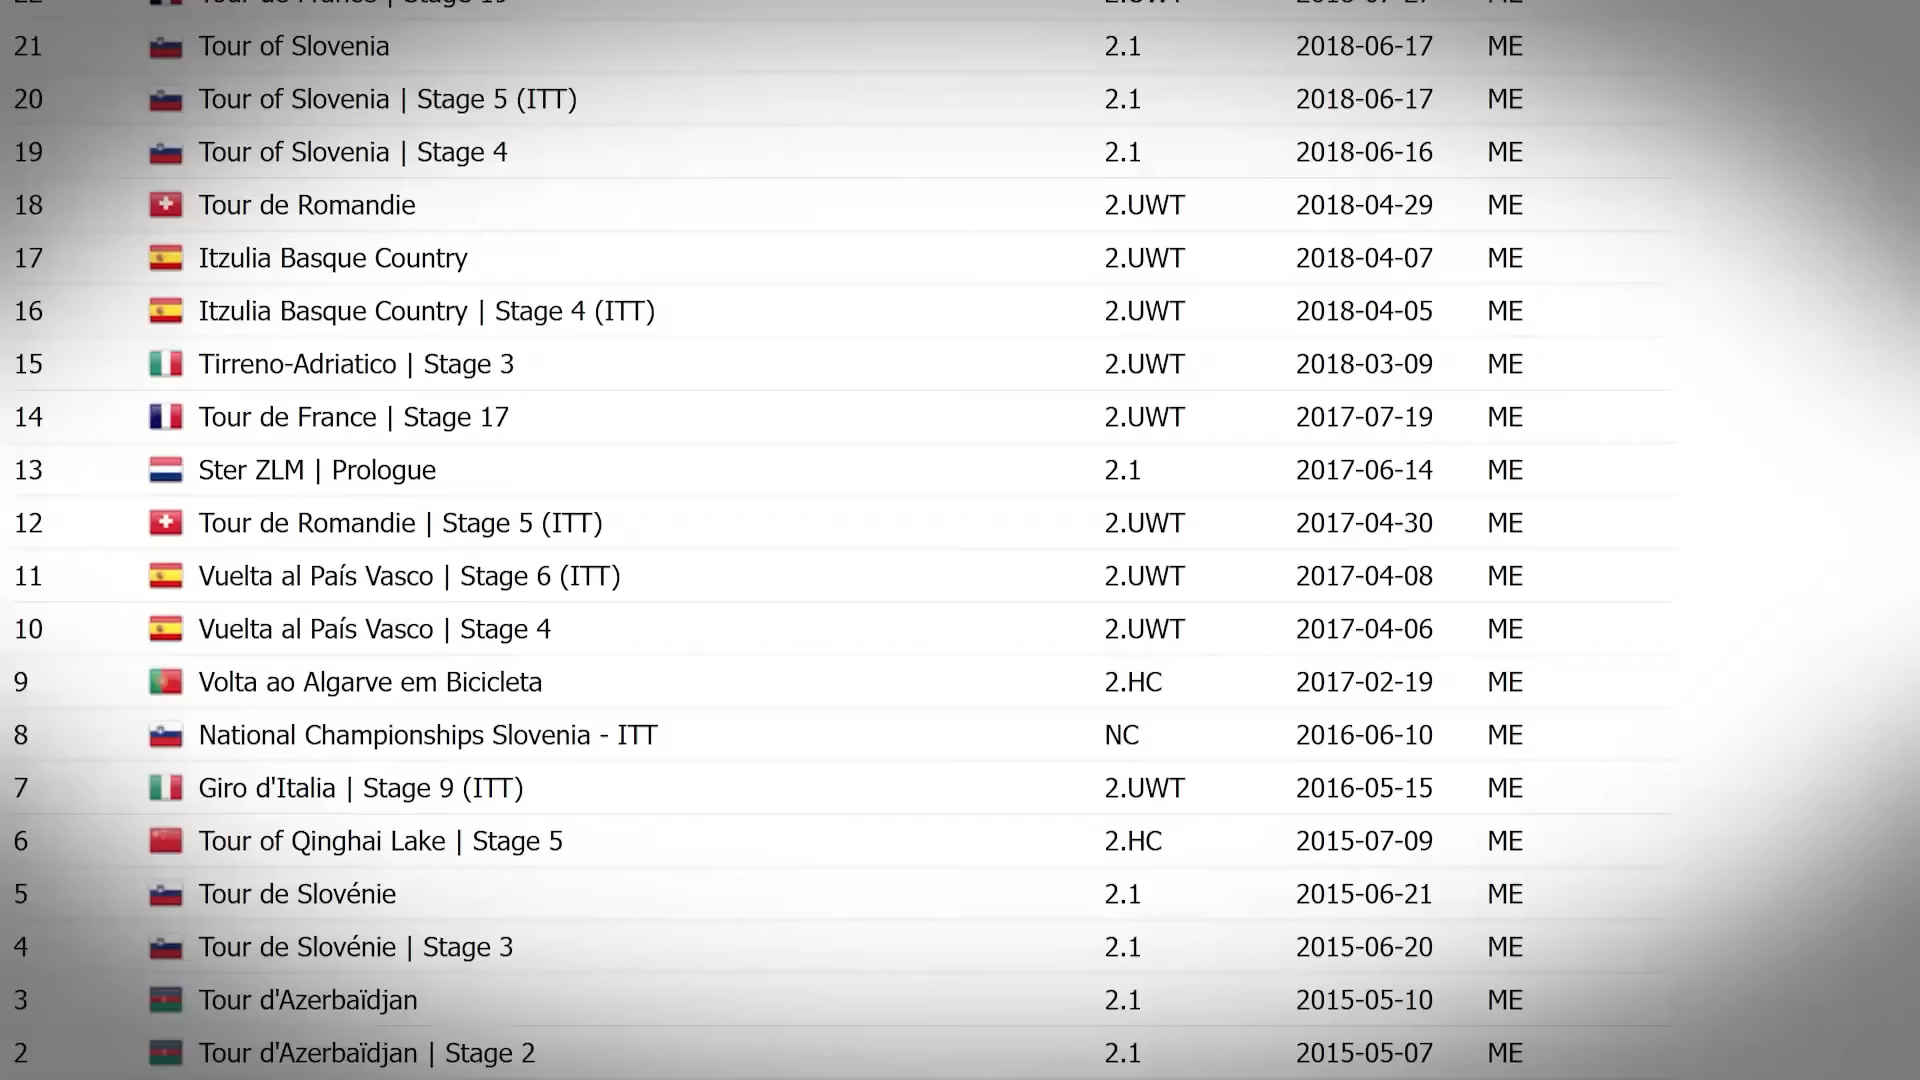 22 Tour de France | Stage 19 2.UWT 2018-07-27 ME
21 Tour of Slovenia 2.1 2018-06-17 ME
20 Tour of Slovenia | Stage 5 (ITT) 2.1 2018-06-17 ME
19 Tour of Slovenia | Stage 4 2.1 2018-06-16 ME
18 Tour de Romandie 2.UWT 2018-04-29 ME
17 Itzulia Basque Country 2.UWT 2018-04-07 ME
16 Itzulia Basque Country | Stage 4 (ITT) 2.UWT 2018-04-05 ME
15 Tirreno-Adriatico | Stage 3 2.UWT 2018-03-09 ME
14 Tour de France | Stage 17 2.UWT 2017-07-19 ME
13 Ster ZLM | Prologue 2.1 2017-06-14 ME
12 Tour de Romandie | Stage 5 (ITT) 2.UWT 2017-04-30 ME
11 Vuelta al País Vasco | Stage 6 (ITT) 2.UWT 2017-04-08 ME
10 Vuelta al País Vasco | Stage 4 2.UWT 2017-04-06 ME
9 Volta ao Algarve em Bicicleta 2.HC 2017-02-19 ME
8 National Championships Slovenia - ITT NC 2016-06-10 ME
7 Giro d'Italia | Stage 9 (ITT) 2.UWT 2016-05-15 ME
6 Tour of Qinghai Lake | Stage 5 2.HC 2015-07-09 ME
5 Tour de Slovénie 2.1 2015-06-21 ME
4 Tour de Slovénie | Stage 3 2.1 2015-06-20 ME
3 Tour d'Azerbaïdjan 2.1 2015-05-10 ME
2 Tour d'Azerbaïdjan | Stage 2 2.1 2015-05-07 ME